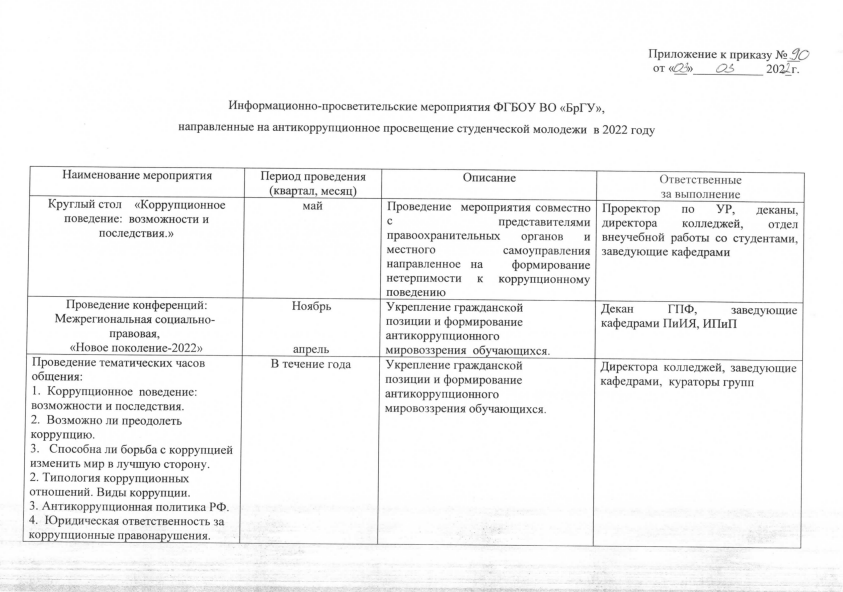 Приложение к приказу № 90
от «03» 03 2022г.
Информационно-просветительские мероприятия ФГБОУ ВО «БрГУ»,
направленные на антикоррупционное просвещение студенческой молодежи в 2022 году
Наименование мероприятия
Период проведения
(квартал, месяц)
Описание
Ответственные
за выполнение
Круглый стол «Коррупционное
поведение: возможности и
последствия.»
май
Проведение мероприятия совместно
с представителями
правоохранительных органов и
местного самоуправления
направленное на формирование
нетерпимости к коррупционному
поведению
Проректор по УР, деканы,
директора колледжей, отдел
внеучебной работы со студентами,
заведующие кафедрами
Проведение конференций:
Межрегиональная социально-
правовая,
«Новое поколение-2022»
Ноябрь
апрель
Укрепление гражданской
позиции и формирование
антикоррупционного
мировоззрения обучающихся.
Декан ГПФ, заведующие
кафедрами ПиИЯ, ИПиП
Проведение тематических часов
общения:
1. Коррупционное поведение:
возможности и последствия.
2. Возможно ли преодолеть
коррупцию.
3. Способна ли борьба с коррупцией
изменить мир в лучшую сторону.
2. Типология коррупционных
отношений. Виды коррупции.
3. Антикоррупционная политика РФ.
4. Юридическая ответственность за
коррупционные правонарушения.
В течение года
Укрепление гражданской
позиции и формирование
антикоррупционного
мировоззрения обучающихся.
Директора колледжей, заведующие
кафедрами, кураторы групп